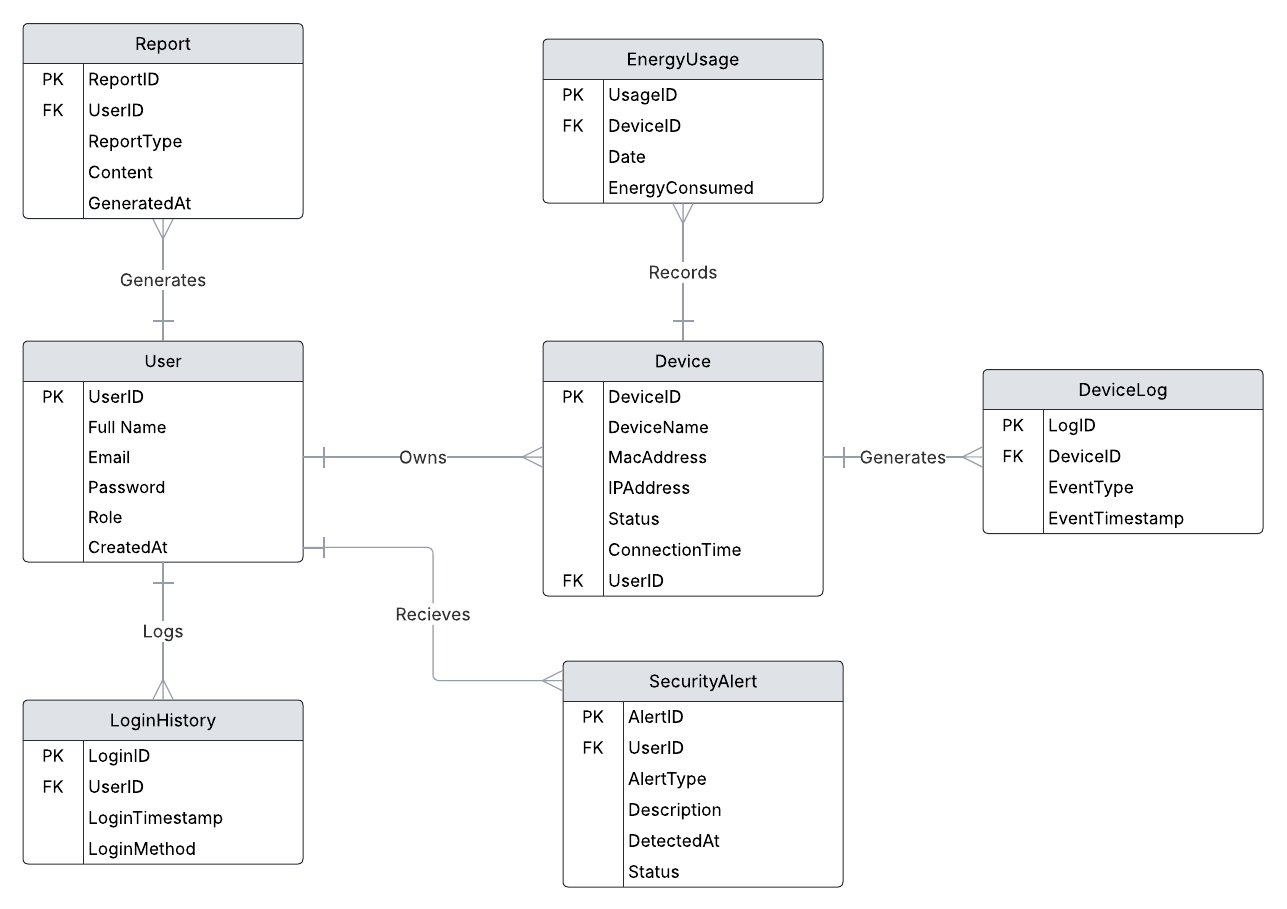 Report
PK ReportID
FK UserID
ReportType
Content
GeneratedAt
EnergyUsage
PK UsageID
FK DeviceID
Date
EnergyConsumed
Generates
Records
User
PK UserID
Full Name
Email
Password
Role
CreatedAt
Owns
Device
PK DeviceID
DeviceName
MacAddress
IPAddress
Status
ConnectionTime
FK UserID
Generates
DeviceLog
PK LogID
FK DeviceID
EventType
EventTimestamp
Recieves
Logs
LoginHistory
PK LoginID
FK UserID
LoginTimestamp
LoginMethod
SecurityAlert
PK AlertID
FK UserID
AlertType
Description
DetectedAt
Status